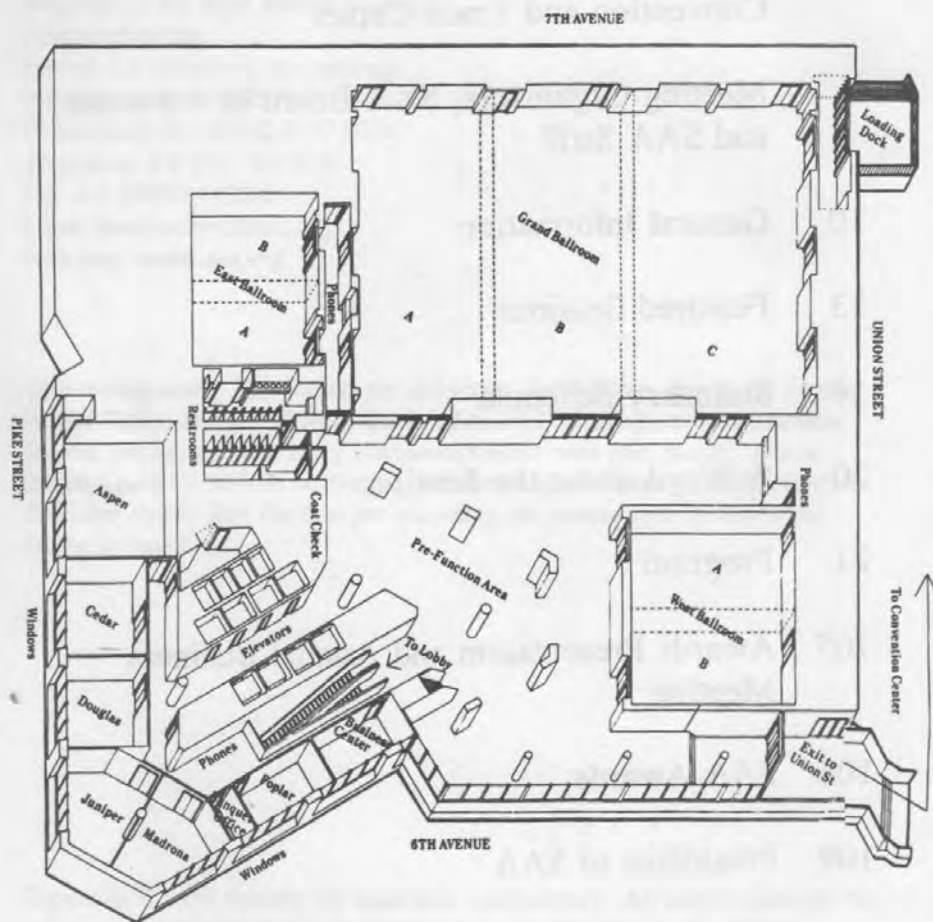 7TH AVENUE
Loading
Dock
Grand Ballroom
A
B
C
B
East Ballroom
A
Phones
UNION STREET
Restrooms
PIKE STREET
Aspen
Coat Check
Phones
Pre-Function Area
A
West Ballroom
B
To Convention Center
Windows
Cedar
Elevators
To Lobby
Douglas
Phones
Business
Center
Poplar
Exit to
Union St.
Juniper
Madrona
Windows
6TH AVENUE